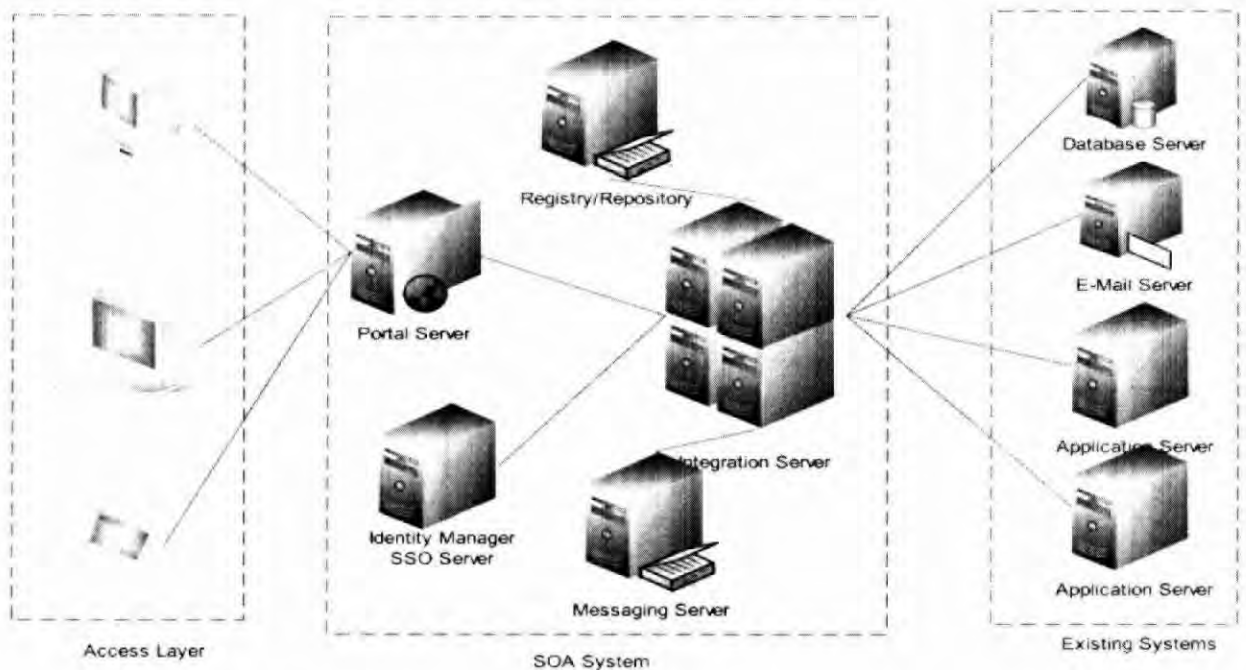 Registry/Repository
Portal Server
Identity Manager
SSO Server
Integration Server
Messaging Server
Database Server
E-Mail Server
Application Server
Application Server
Access Layer
SOA System
Existing Systems